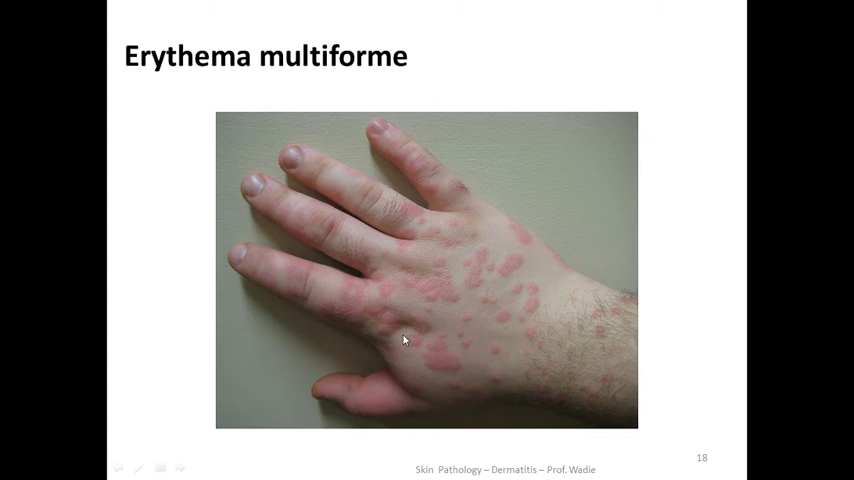 Erythema multiforme
18
Skin Pathology – Dermatitis – Prof. Wadie